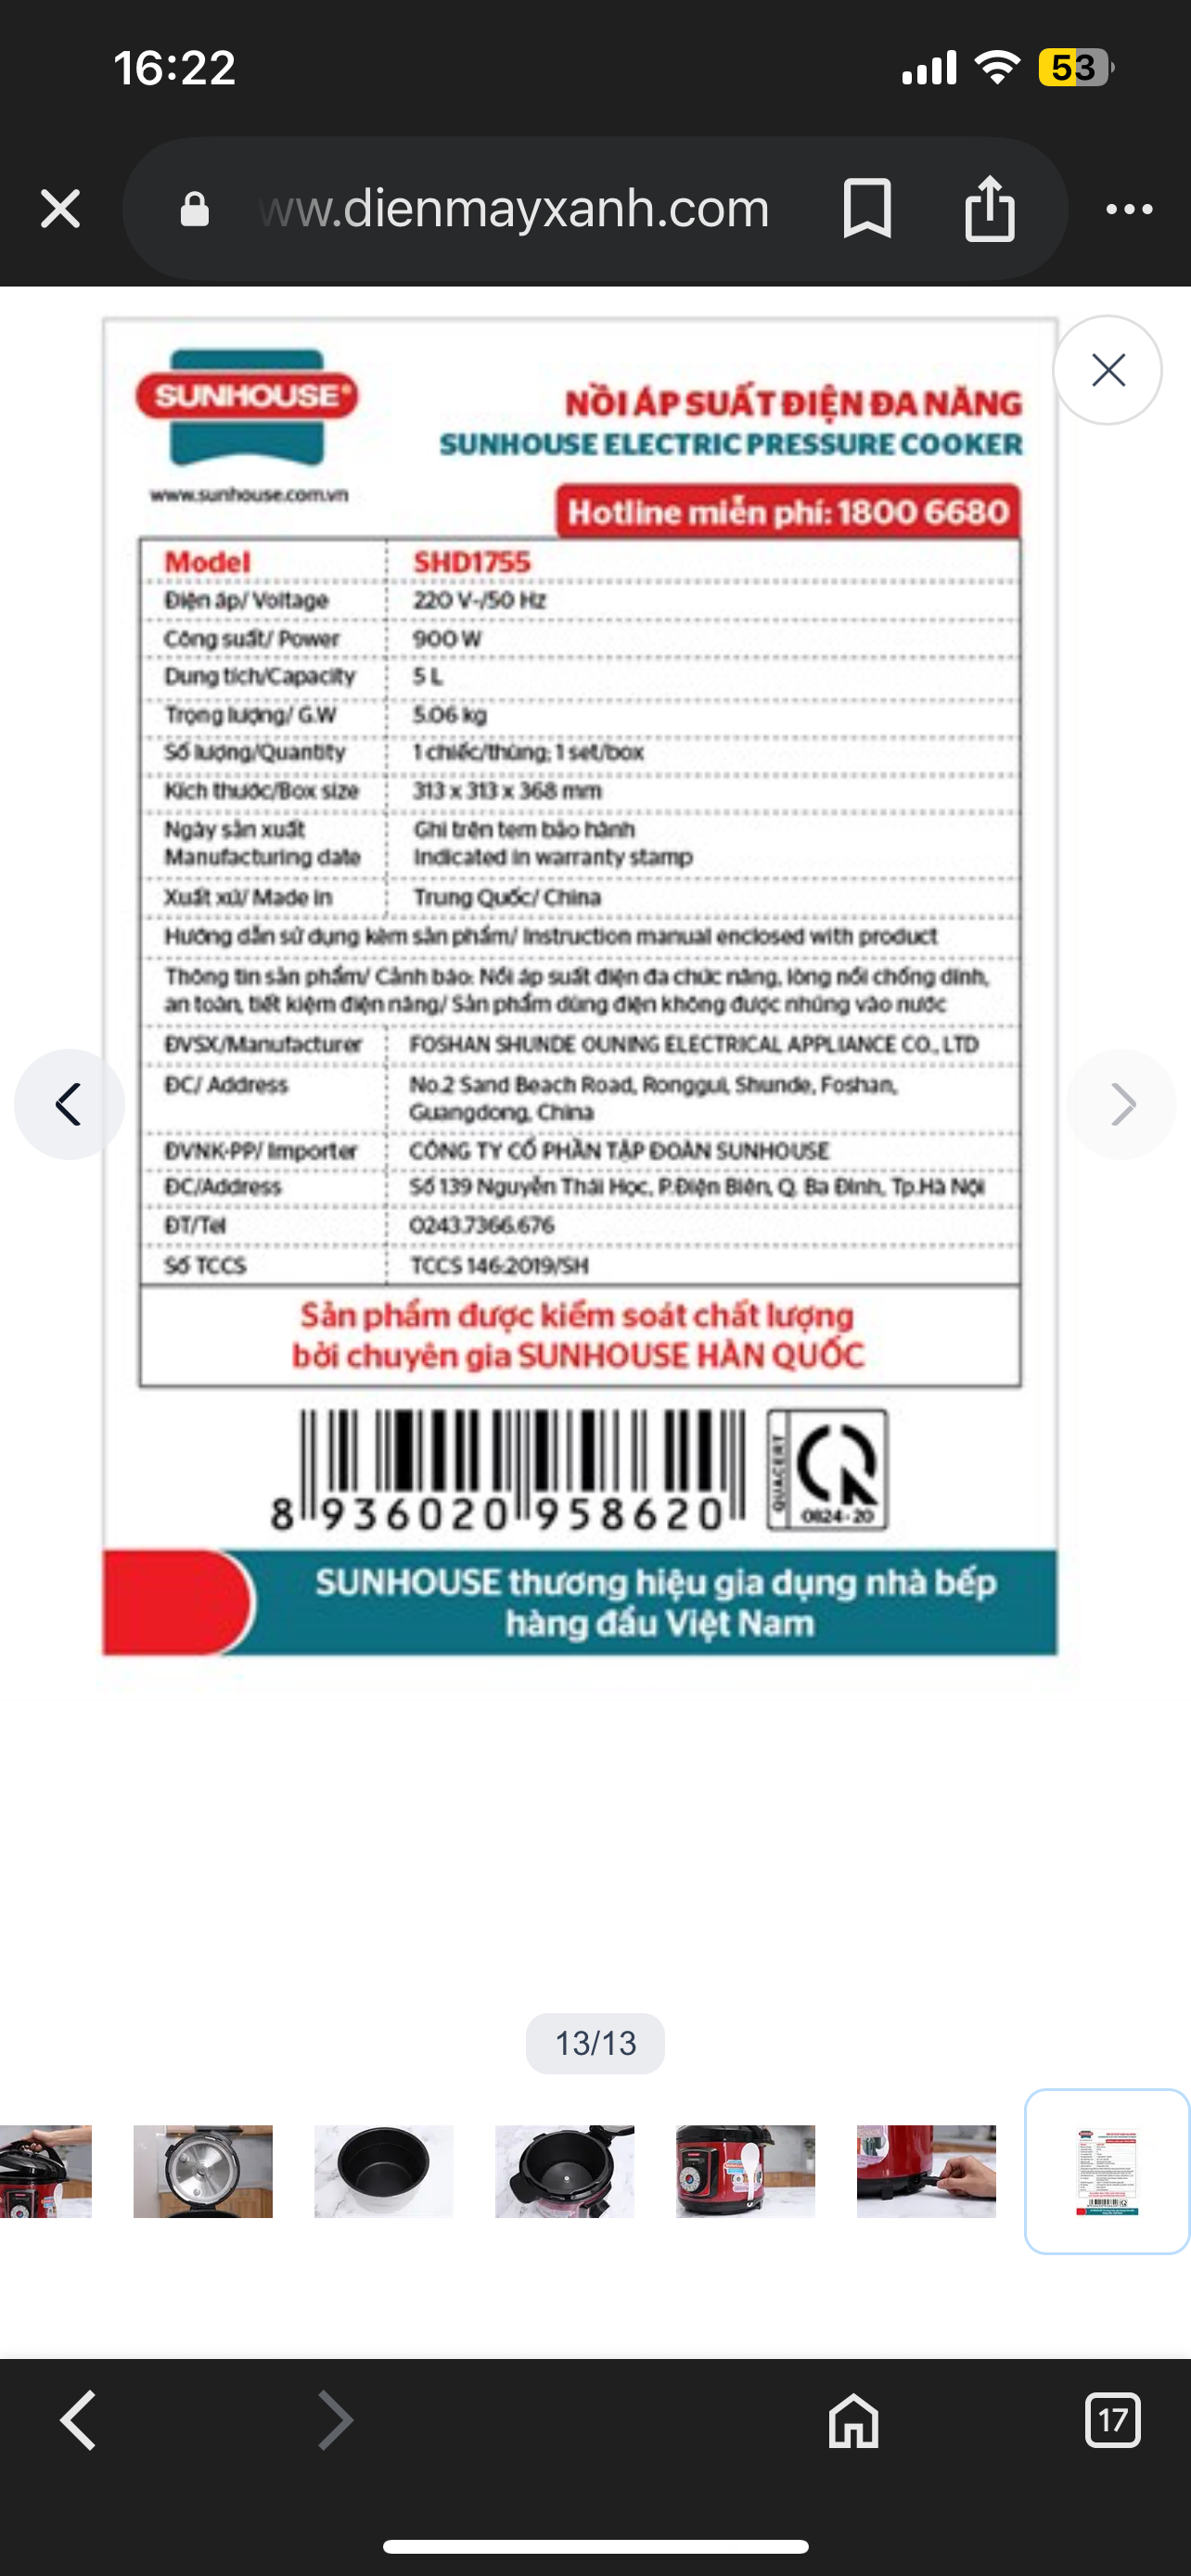 16:22
53
ww.dienmayxanh.com
SUNHOUSE®
www.sunhouse.com.vn
NỒI ÁP SUẤT ĐIỆN ĐA NĂNG
SUNHOUSE ELECTRIC PRESSURE COOKER
Hotline miễn phí: 1800 6680
Model SHD1755
Điện áp/ Voltage 220 V~/50 Hz
Công suất/ Power 900 W
Dung tích/Capacity 5 L
Trọng lượng/ G.W 5.06 kg
Số lượng/Quantity 1 chiếc/thùng; 1 set/box
Kích thước/Box size 313 x 313 x 368 mm
Ngày sản xuất Ghi trên tem bảo hành
Manufacturing date Indicated in warranty stamp
Xuất xứ/ Made in Trung Quốc/ China
Hướng dẫn sử dụng kèm sản phẩm/ Instruction manual enclosed with product
Thông tin sản phẩm/ Cảnh báo: Nồi áp suất điện đa chức năng, lòng nồi chống dính,
an toàn, tiết kiệm điện năng/ Sản phẩm dùng điện không được nhúng vào nước
ĐVSX/Manufacturer FOSHAN SHUNDE OUNING ELECTRICAL APPLIANCE CO., LTD
ĐC/ Address No.2 Sand Beach Road, Ronggui, Shunde, Foshan,
Guangdong, China
ĐVNK-PP/ Importer CÔNG TY CỔ PHẦN TẬP ĐOÀN SUNHOUSE
ĐC/Address Số 139 Nguyễn Thái Học, P.Điện Biên, Q. Ba Đình, Tp.Hà Nội
ĐT/Tel 0243.7366.676
Số TCCS TCCS 146:2019/SH
Sản phẩm được kiểm soát chất lượng
bởi chuyên gia SUNHOUSE HÀN QUỐC
8 936020 958620
QUACERT
0824-20
SUNHOUSE thương hiệu gia dụng nhà bếp
hàng đầu Việt Nam
13/13
17